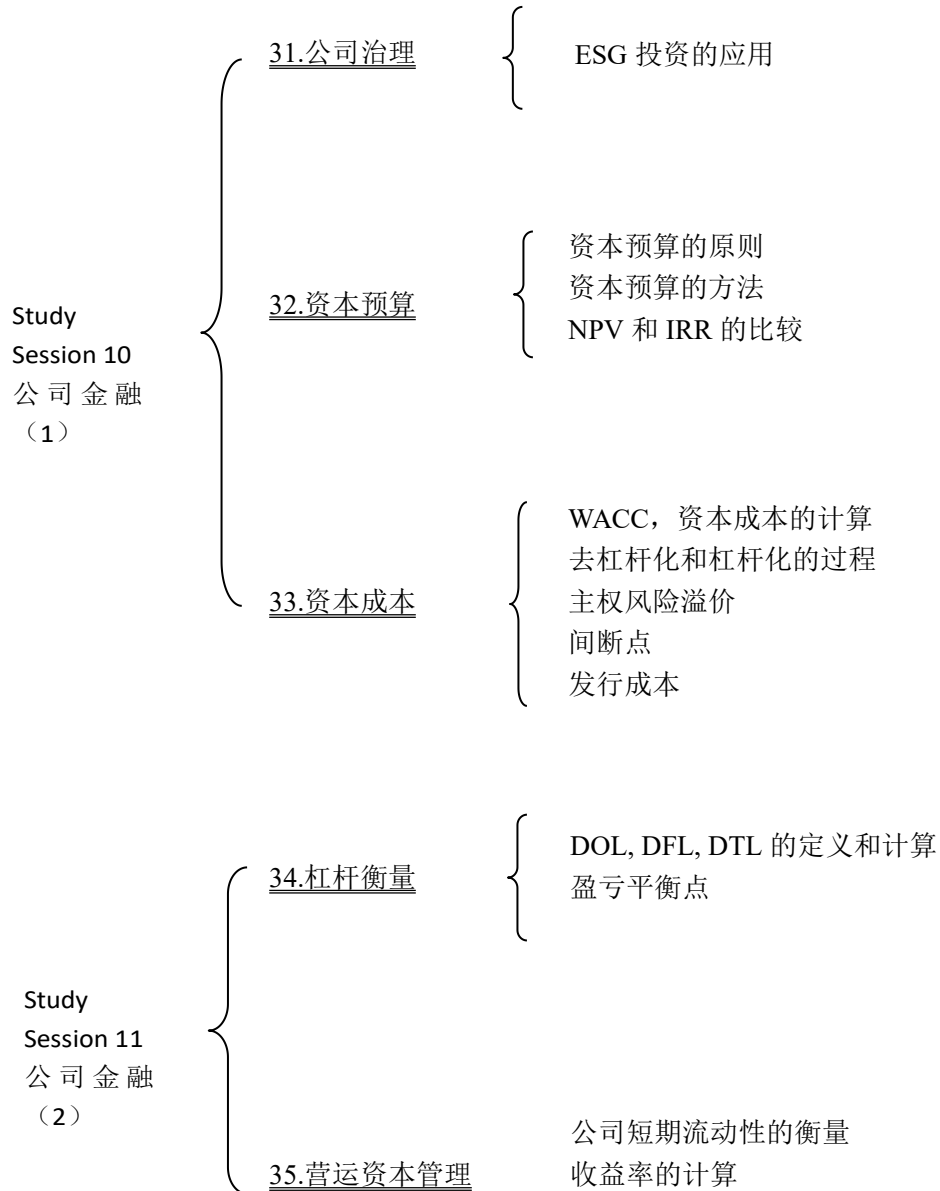 31.公司治理
ESG 投资的应用
Study
Session 10
公司金融
（1）
32.资本预算
资本预算的原则
资本预算的方法
NPV 和 IRR 的比较
33.资本成本
WACC，资本成本的计算
去杠杆化和杠杆化的过程
主权风险溢价
间断点
发行成本
Study
Session 11
公司金融
（2）
34.杠杆衡量
DOL, DFL, DTL 的定义和计算
盈亏平衡点
35.营运资本管理
公司短期流动性的衡量
收益率的计算